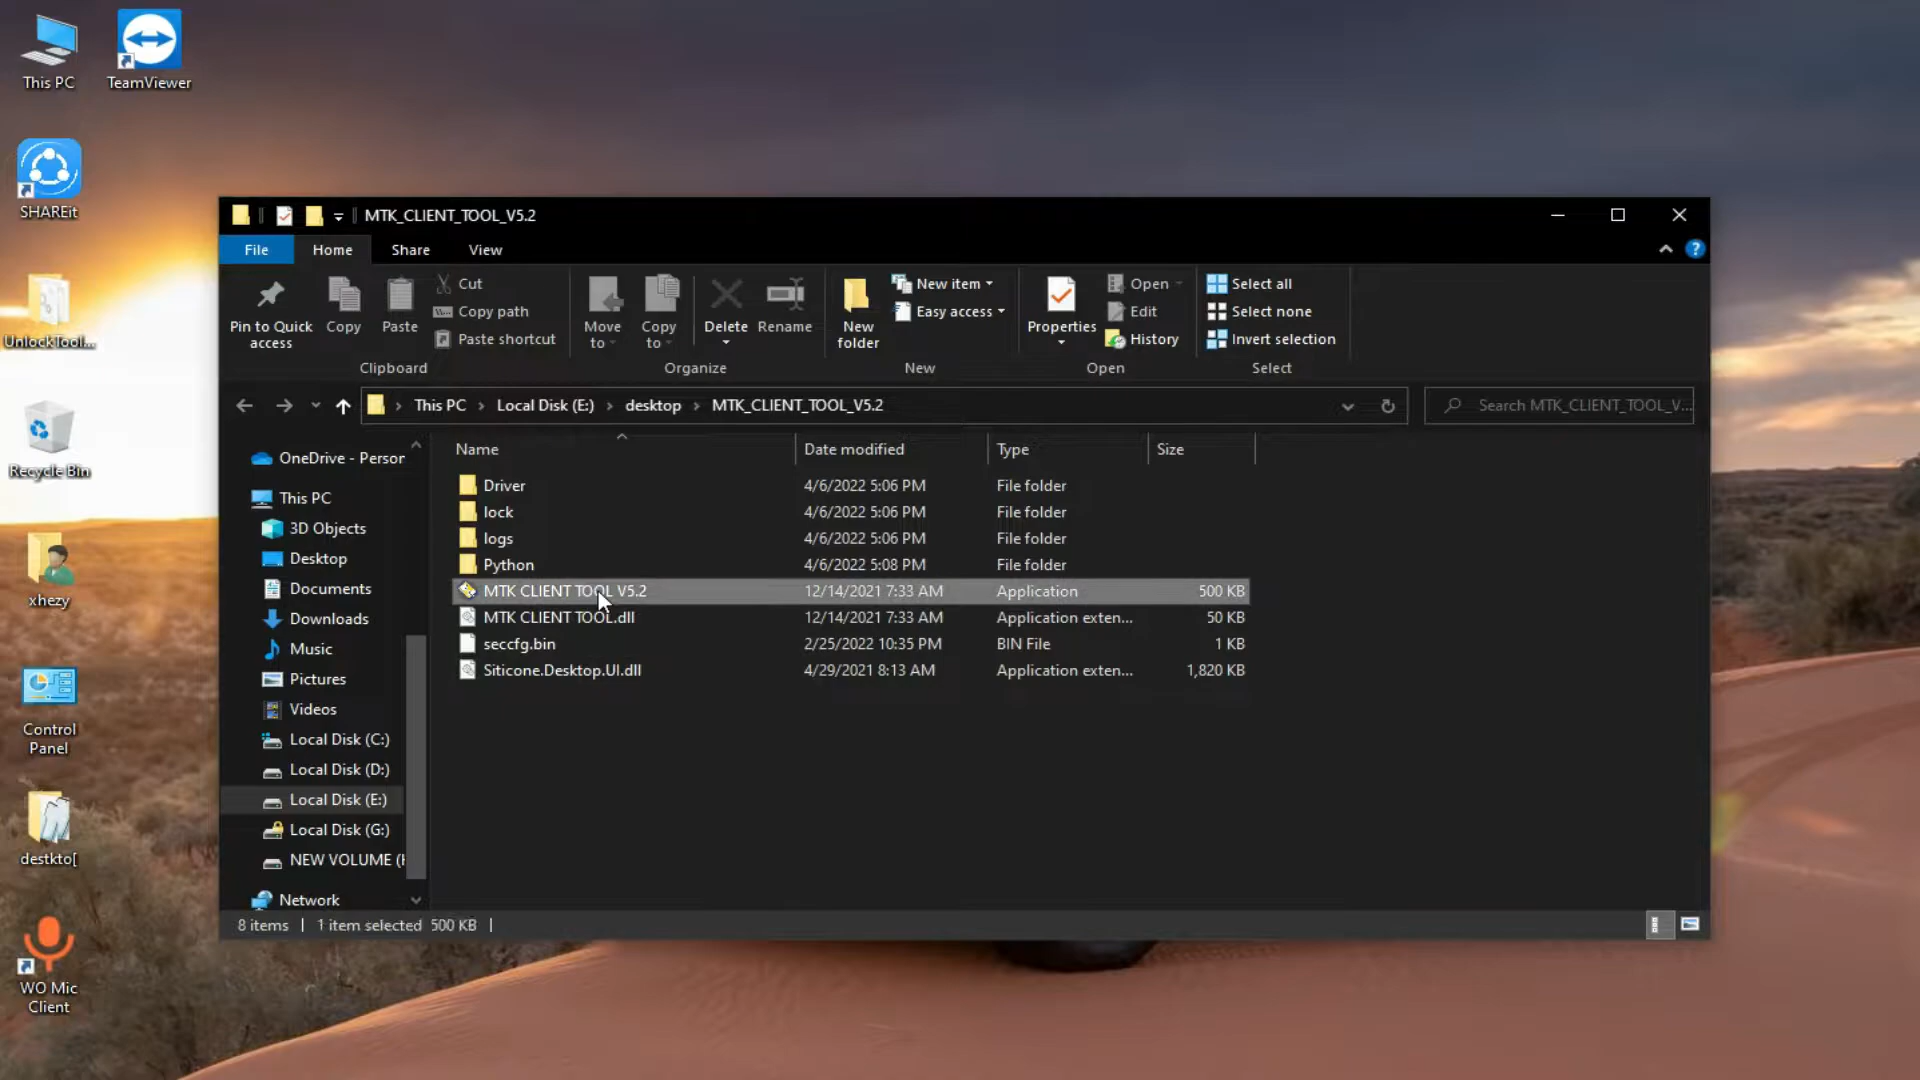 This PC
TeamViewer
SHAREit
UnlockTool...
Recycle Bin
xhezy
Control
Panel
destkto[
WO Mic
Client
MTK_CLIENT_TOOL_V5.2
File
Home
Share
View
?
Pin to Quick
access
Copy
Paste
Cut
Copy path
Paste shortcut
Clipboard
Move
to
Copy
to
Delete
Rename
Organize
New
folder
New item
Easy access
New
Properties
Open
Edit
History
Open
Select all
Select none
Invert selection
Select
This PC > Local Disk (E:) > desktop > MTK_CLIENT_TOOL_V5.2
Search MTK_CLIENT_TOOL_V...
OneDrive - Person
This PC
3D Objects
Desktop
Documents
Downloads
Music
Pictures
Videos
Local Disk (C:)
Local Disk (D:)
Local Disk (E:)
Local Disk (G:)
NEW VOLUME (H
Network
Name Date modified Type Size
Driver 4/6/2022 5:06 PM File folder
lock 4/6/2022 5:06 PM File folder
logs 4/6/2022 5:06 PM File folder
Python 4/6/2022 5:08 PM File folder
MTK CLIENT TOOL V5.2 12/14/2021 7:33 AM Application 500 KB
MTK CLIENT TOOL.dll 12/14/2021 7:33 AM Application exten... 50 KB
seccfg.bin 2/25/2022 10:35 PM BIN File 1 KB
Siticone.Desktop.UI.dll 4/29/2021 8:13 AM Application exten... 1,820 KB
8 items | 1 item selected 500 KB |